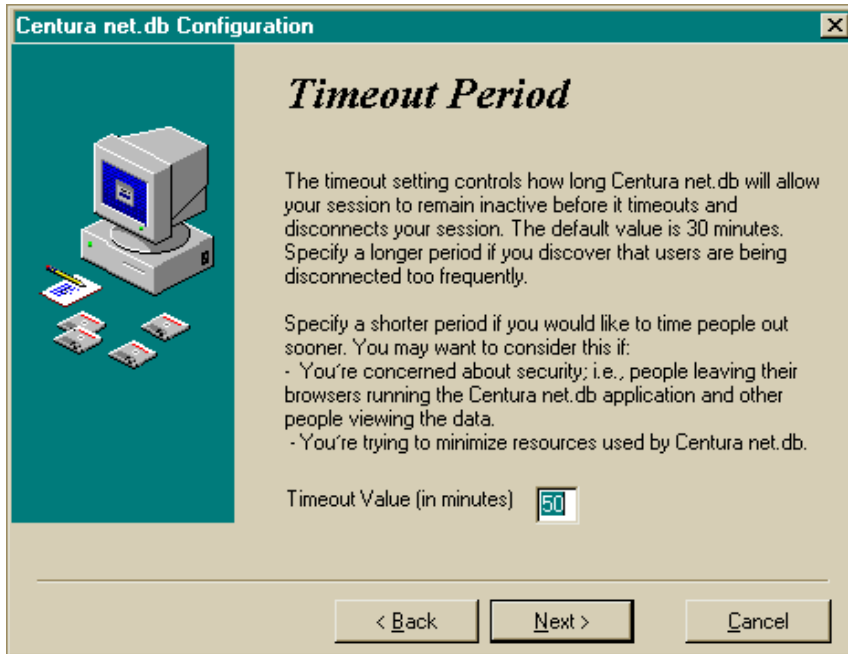 Centura net.db Configuration
Timeout Period
The timeout setting controls how long Centura net.db will allow
your session to remain inactive before it timeouts and
disconnects your session. The default value is 30 minutes.
Specify a longer period if you discover that users are being
disconnected too frequently.
Specify a shorter period if you would like to time people out
sooner. You may want to consider this if:
- You're concerned about security; i.e., people leaving their
browsers running the Centura net.db application and other
people viewing the data.
- You're trying to minimize resources used by Centura net.db.
Timeout Value (in minutes) 50
< Back Next > Cancel